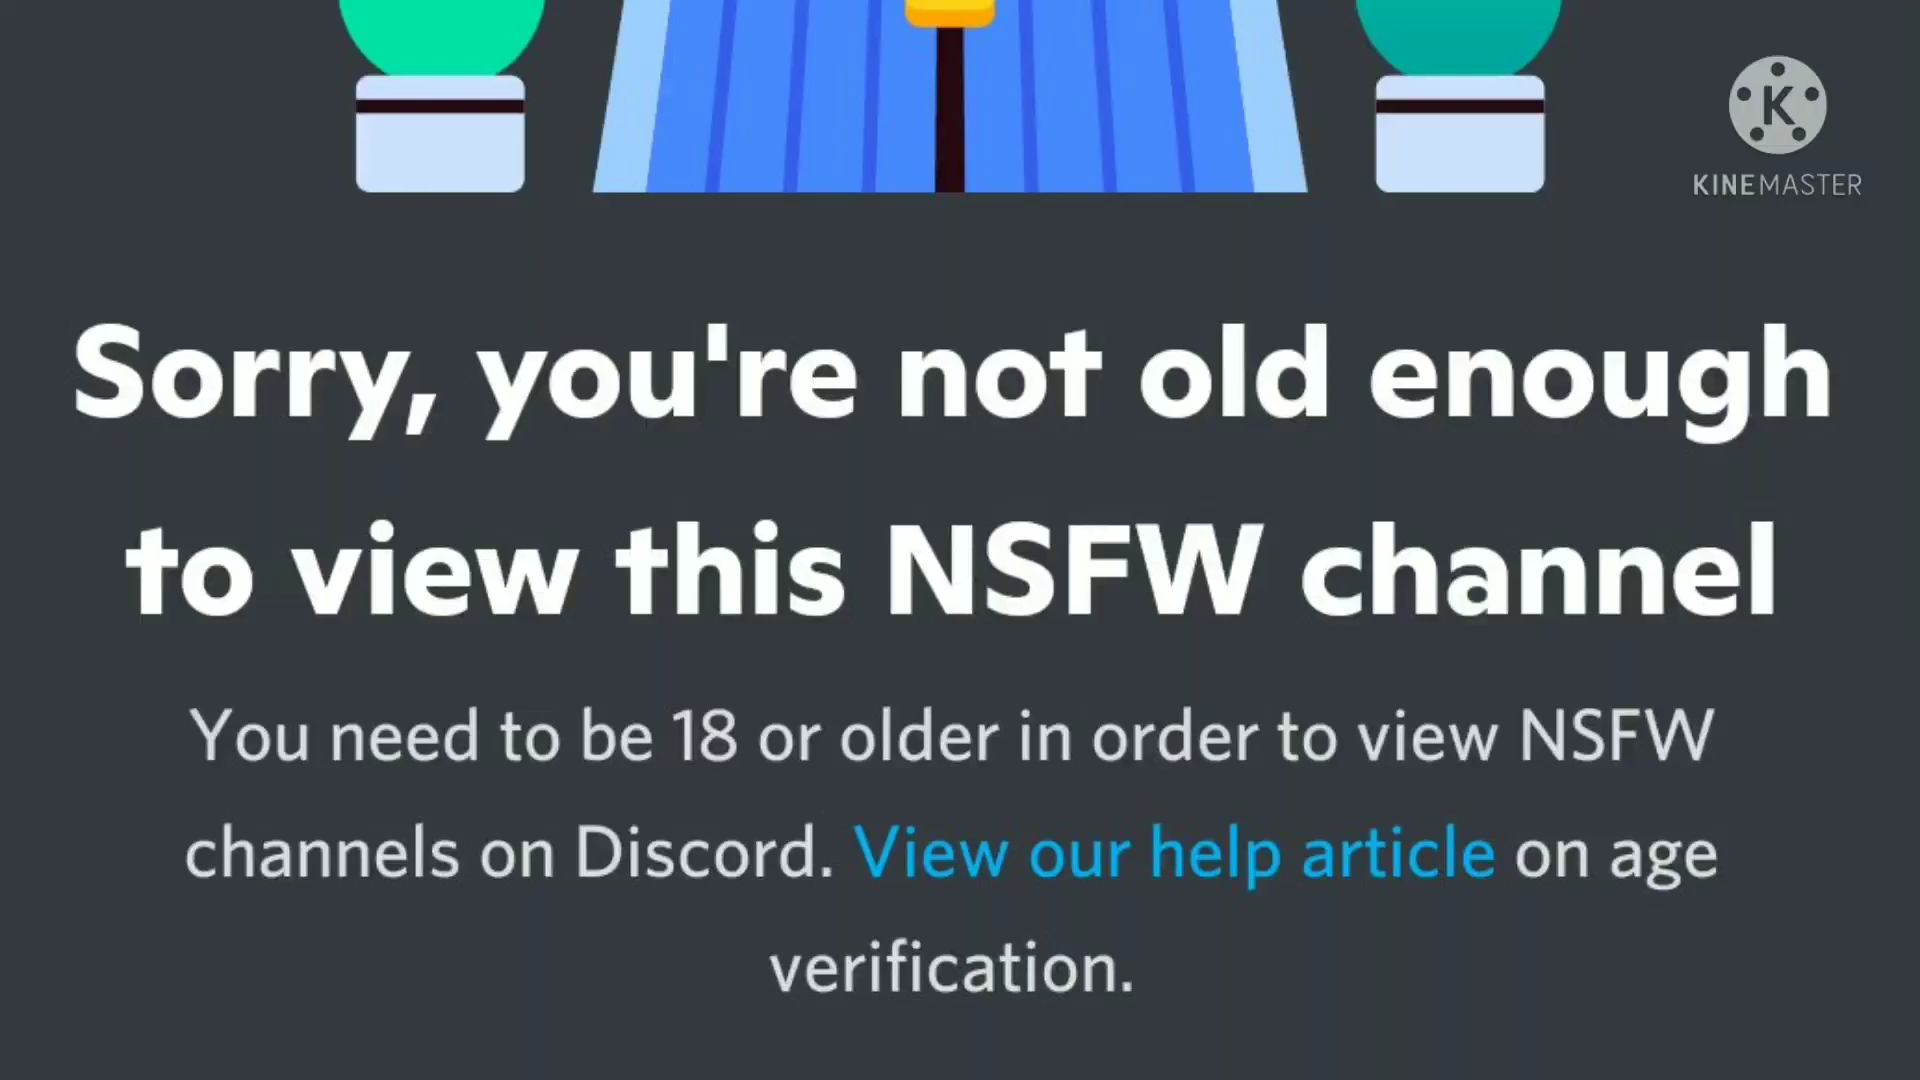 K
KINEMASTER
Sorry, you're not old enough
to view this NSFW channel
You need to be 18 or older in order to view NSFW
channels on Discord. View our help article on age
verification.